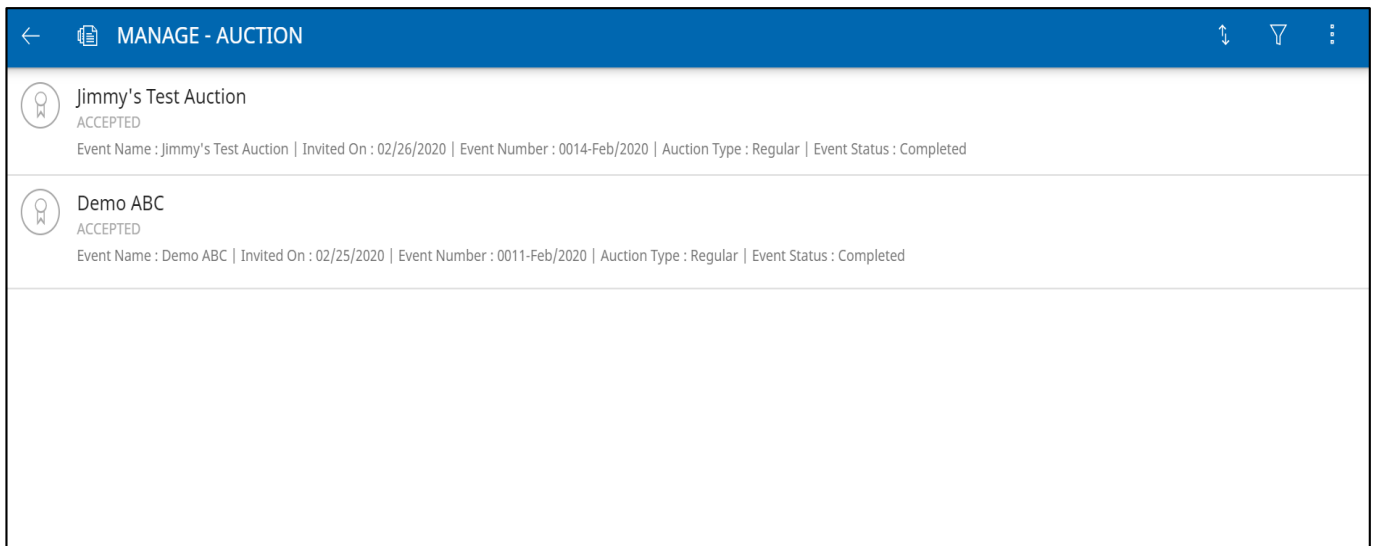 MANAGE - AUCTION
Jimmy's Test Auction
ACCEPTED
Event Name : Jimmy's Test Auction | Invited On : 02/26/2020 | Event Number : 0014-Feb/2020 | Auction Type : Regular | Event Status : Completed
Demo ABC
ACCEPTED
Event Name : Demo ABC | Invited On : 02/25/2020 | Event Number : 0011-Feb/2020 | Auction Type : Regular | Event Status : Completed